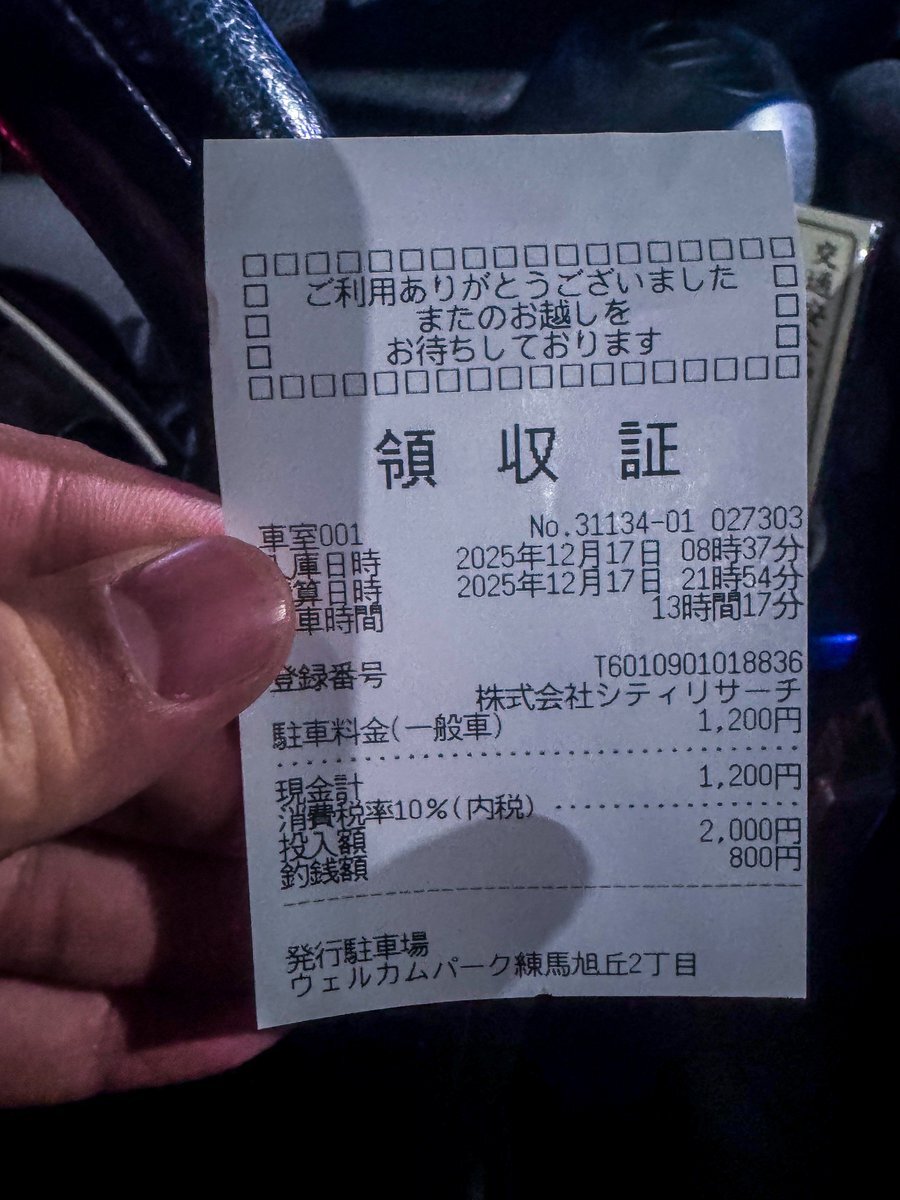 ご利用ありがとうございました
またのお越しを
お待ちしております
領収証
車室001 No.31134-01 027303
庫日時 2025年12月17日 08時37分
算日時 2025年12月17日 21時54分
車時間 13時間17分
登録番号 T6010901018836
株式会社シティリサーチ
駐車料金(一般車) 1,200円
現金計 1,200円
消費税率10%(内税)
投入額 2,000円
釣銭額 800円
発行駐車場
ウェルカムパーク練馬旭丘2丁目
交通